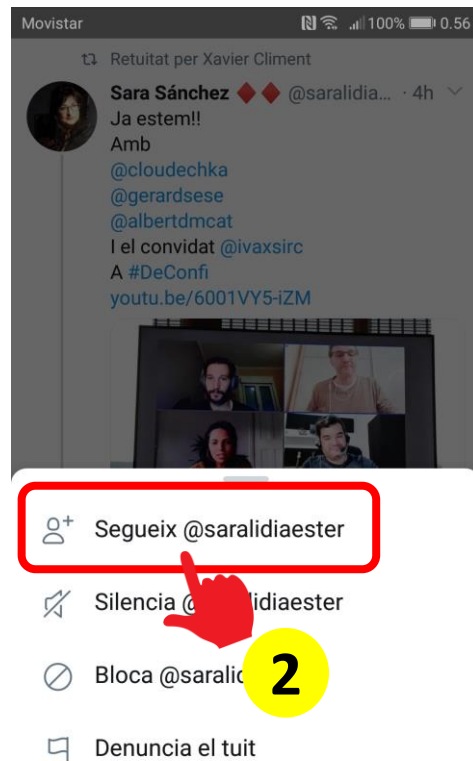 Movistar 100% 0.56
Retuitat per Xavier Climent
Sara Sánchez ♦️♦️ @saralidia... · 4h
Ja estem!!
Amb
@cloudechka
@gerardsese
@albertdmcat
I el convidat @ivaxsirc
A #DeConfi
youtu.be/6001VY5-iZM
Segueix @saralidiaester
Silencia @ idiaester
Bloca @saralid
2
Denuncia el tuit